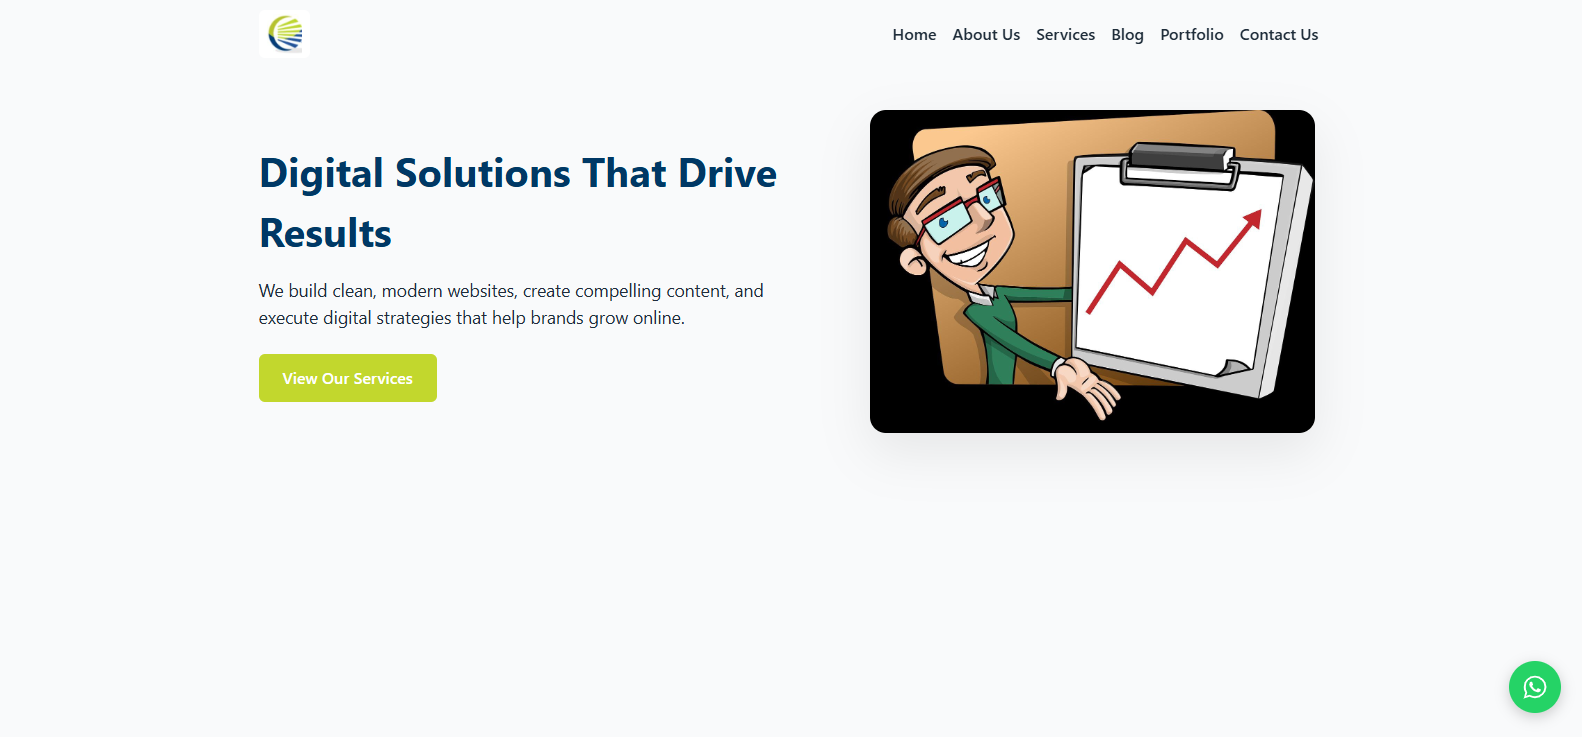 Home About Us Services Blog Portfolio Contact Us
Digital Solutions That Drive
Results
We build clean, modern websites, create compelling content, and
execute digital strategies that help brands grow online.
View Our Services